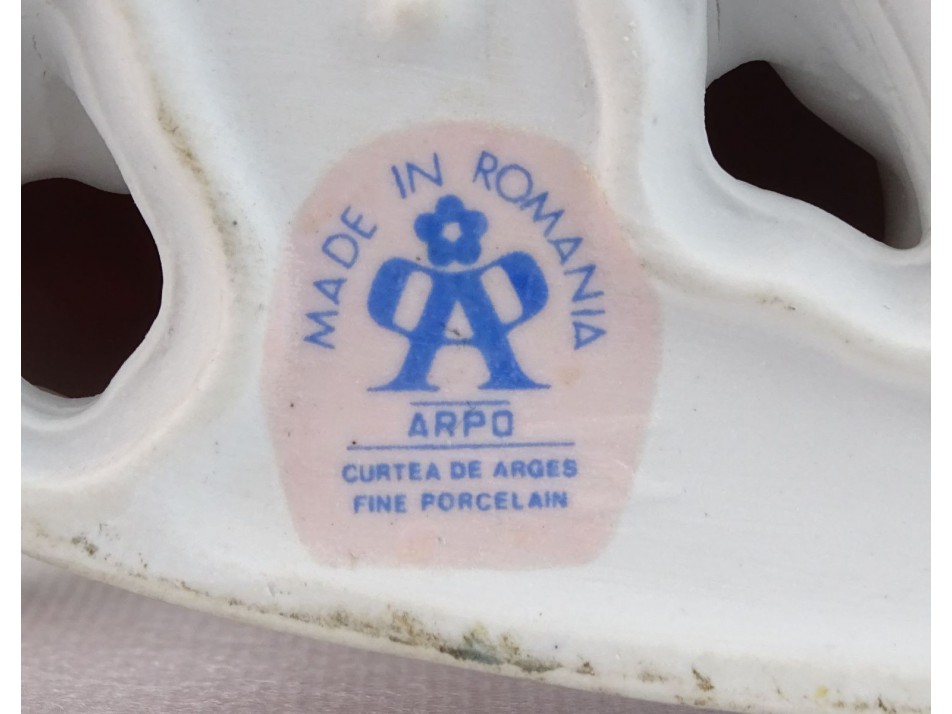 MADE IN ROMANIA
A
ARPO
CURTEA DE ARGES
FINE PORCELAIN